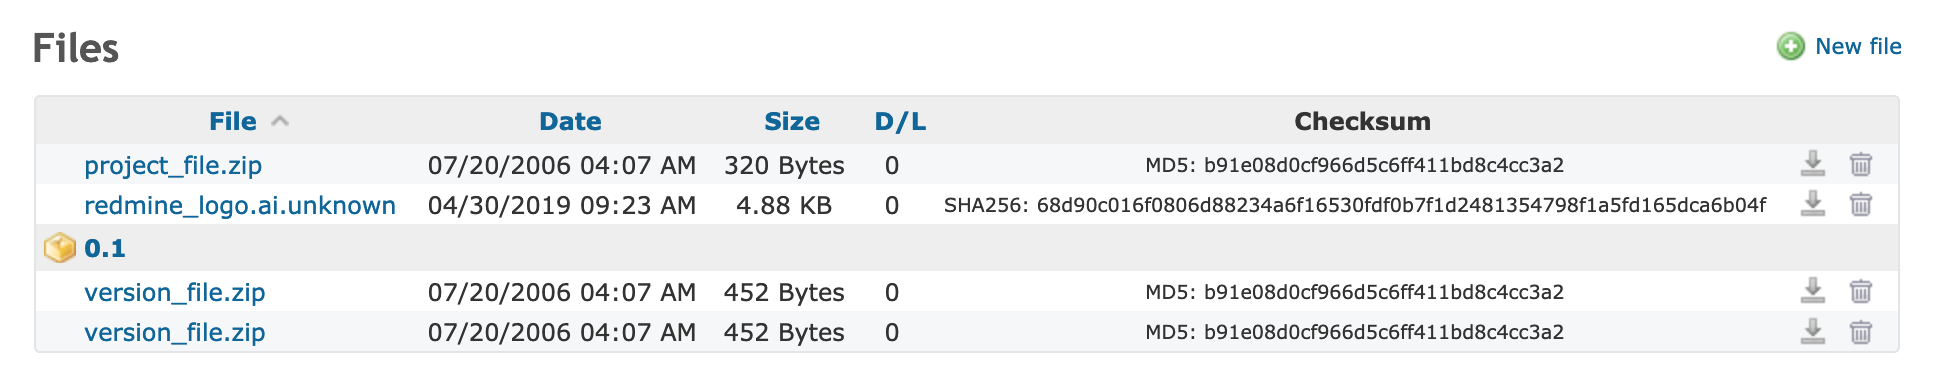 Files
New file
File Date Size D/L Checksum
project_file.zip 07/20/2006 04:07 AM 320 Bytes 0 MD5: b91e08d0cf966d5c6ff411bd8c4cc3a2
redmine_logo.ai.unknown 04/30/2019 09:23 AM 4.88 KB 0 SHA256: 68d90c016f0806d88234a6f16530fdf0b7f1d2481354798f1a5fd165dca6b04f
0.1
version_file.zip 07/20/2006 04:07 AM 452 Bytes 0 MD5: b91e08d0cf966d5c6ff411bd8c4cc3a2
version_file.zip 07/20/2006 04:07 AM 452 Bytes 0 MD5: b91e08d0cf966d5c6ff411bd8c4cc3a2